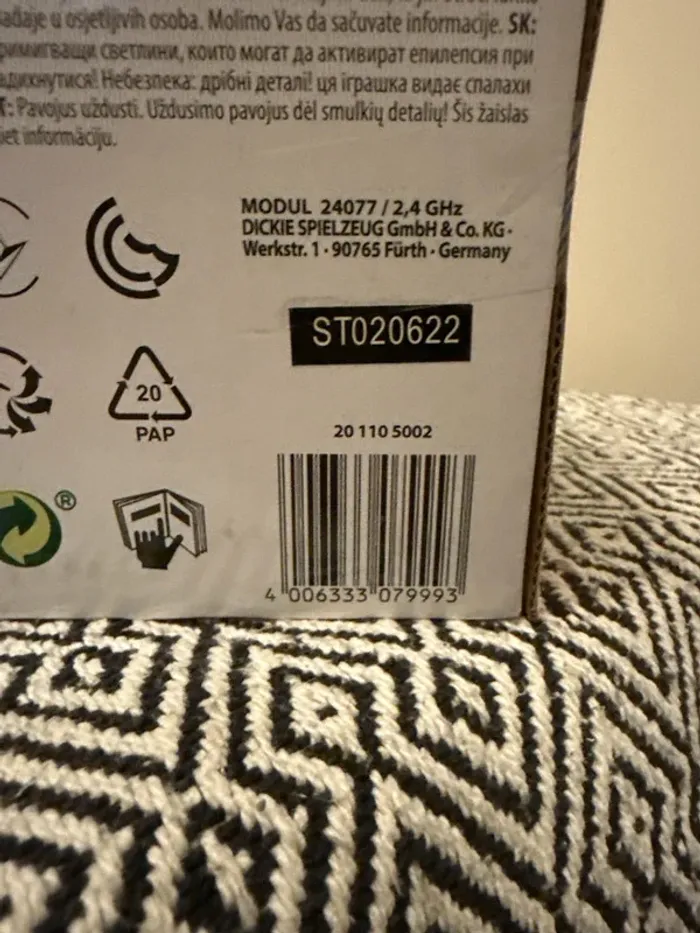 sadaje u osjetljivih osoba. Molimo Vas da sačuvate informacije. SK:
светлини, които могат да активират епилепсия при
Небезпека: дрібні деталі! ця іграшка видає спалахи
Pavojus uždusti. Uždusimo pavojus dėl smulkių detalių! Šis žaislas
informāciju.
MODUL 24077 / 2,4 GHz
DICKIE SPIELZEUG GmbH & Co. KG ·
Werkstr. 1 · 90765 Fürth · Germany
ST020622
20
PAP
20 110 5002
®
4 006333 079993